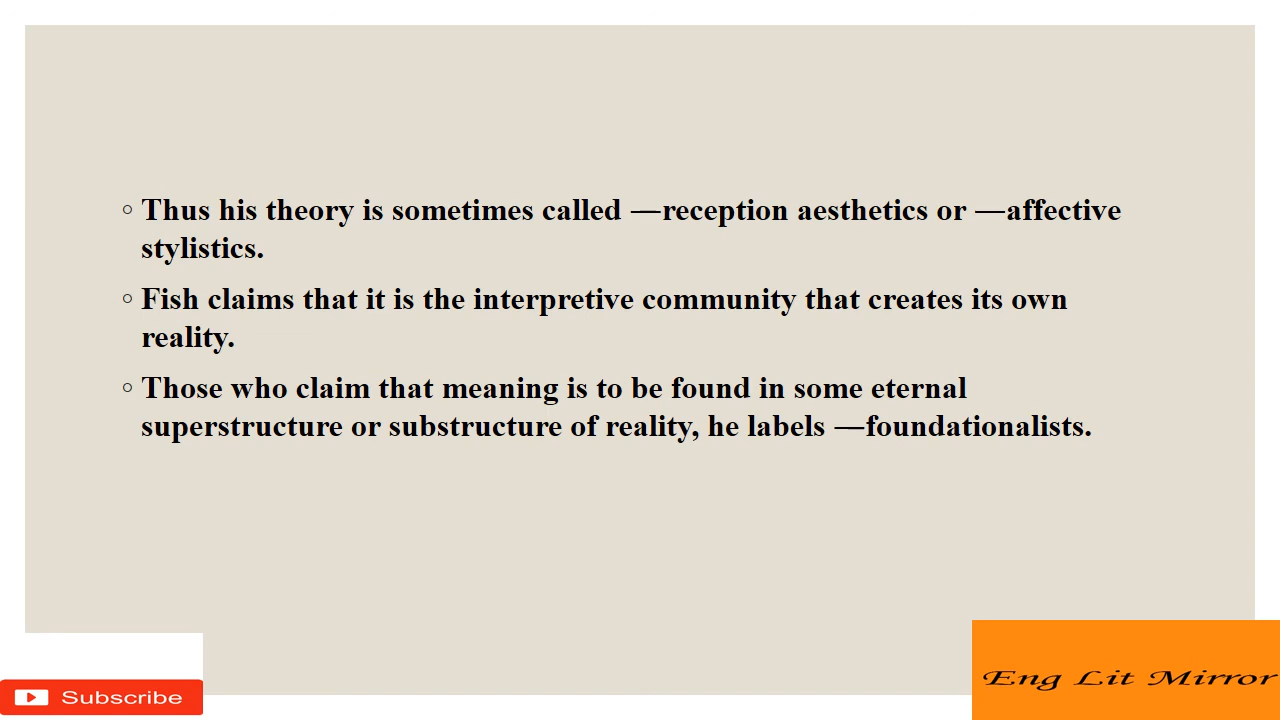 ◦ Thus his theory is sometimes called ―reception aesthetics or ―affective
stylistics.
◦ Fish claims that it is the interpretive community that creates its own
reality.
◦ Those who claim that meaning is to be found in some eternal
superstructure or substructure of reality, he labels ―foundationalists.
Subscribe
Eng Lit Mirror